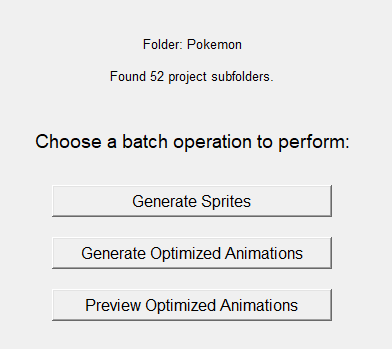 Folder: Pokemon
Found 52 project subfolders.
Choose a batch operation to perform:
Generate Sprites
Generate Optimized Animations
Preview Optimized Animations